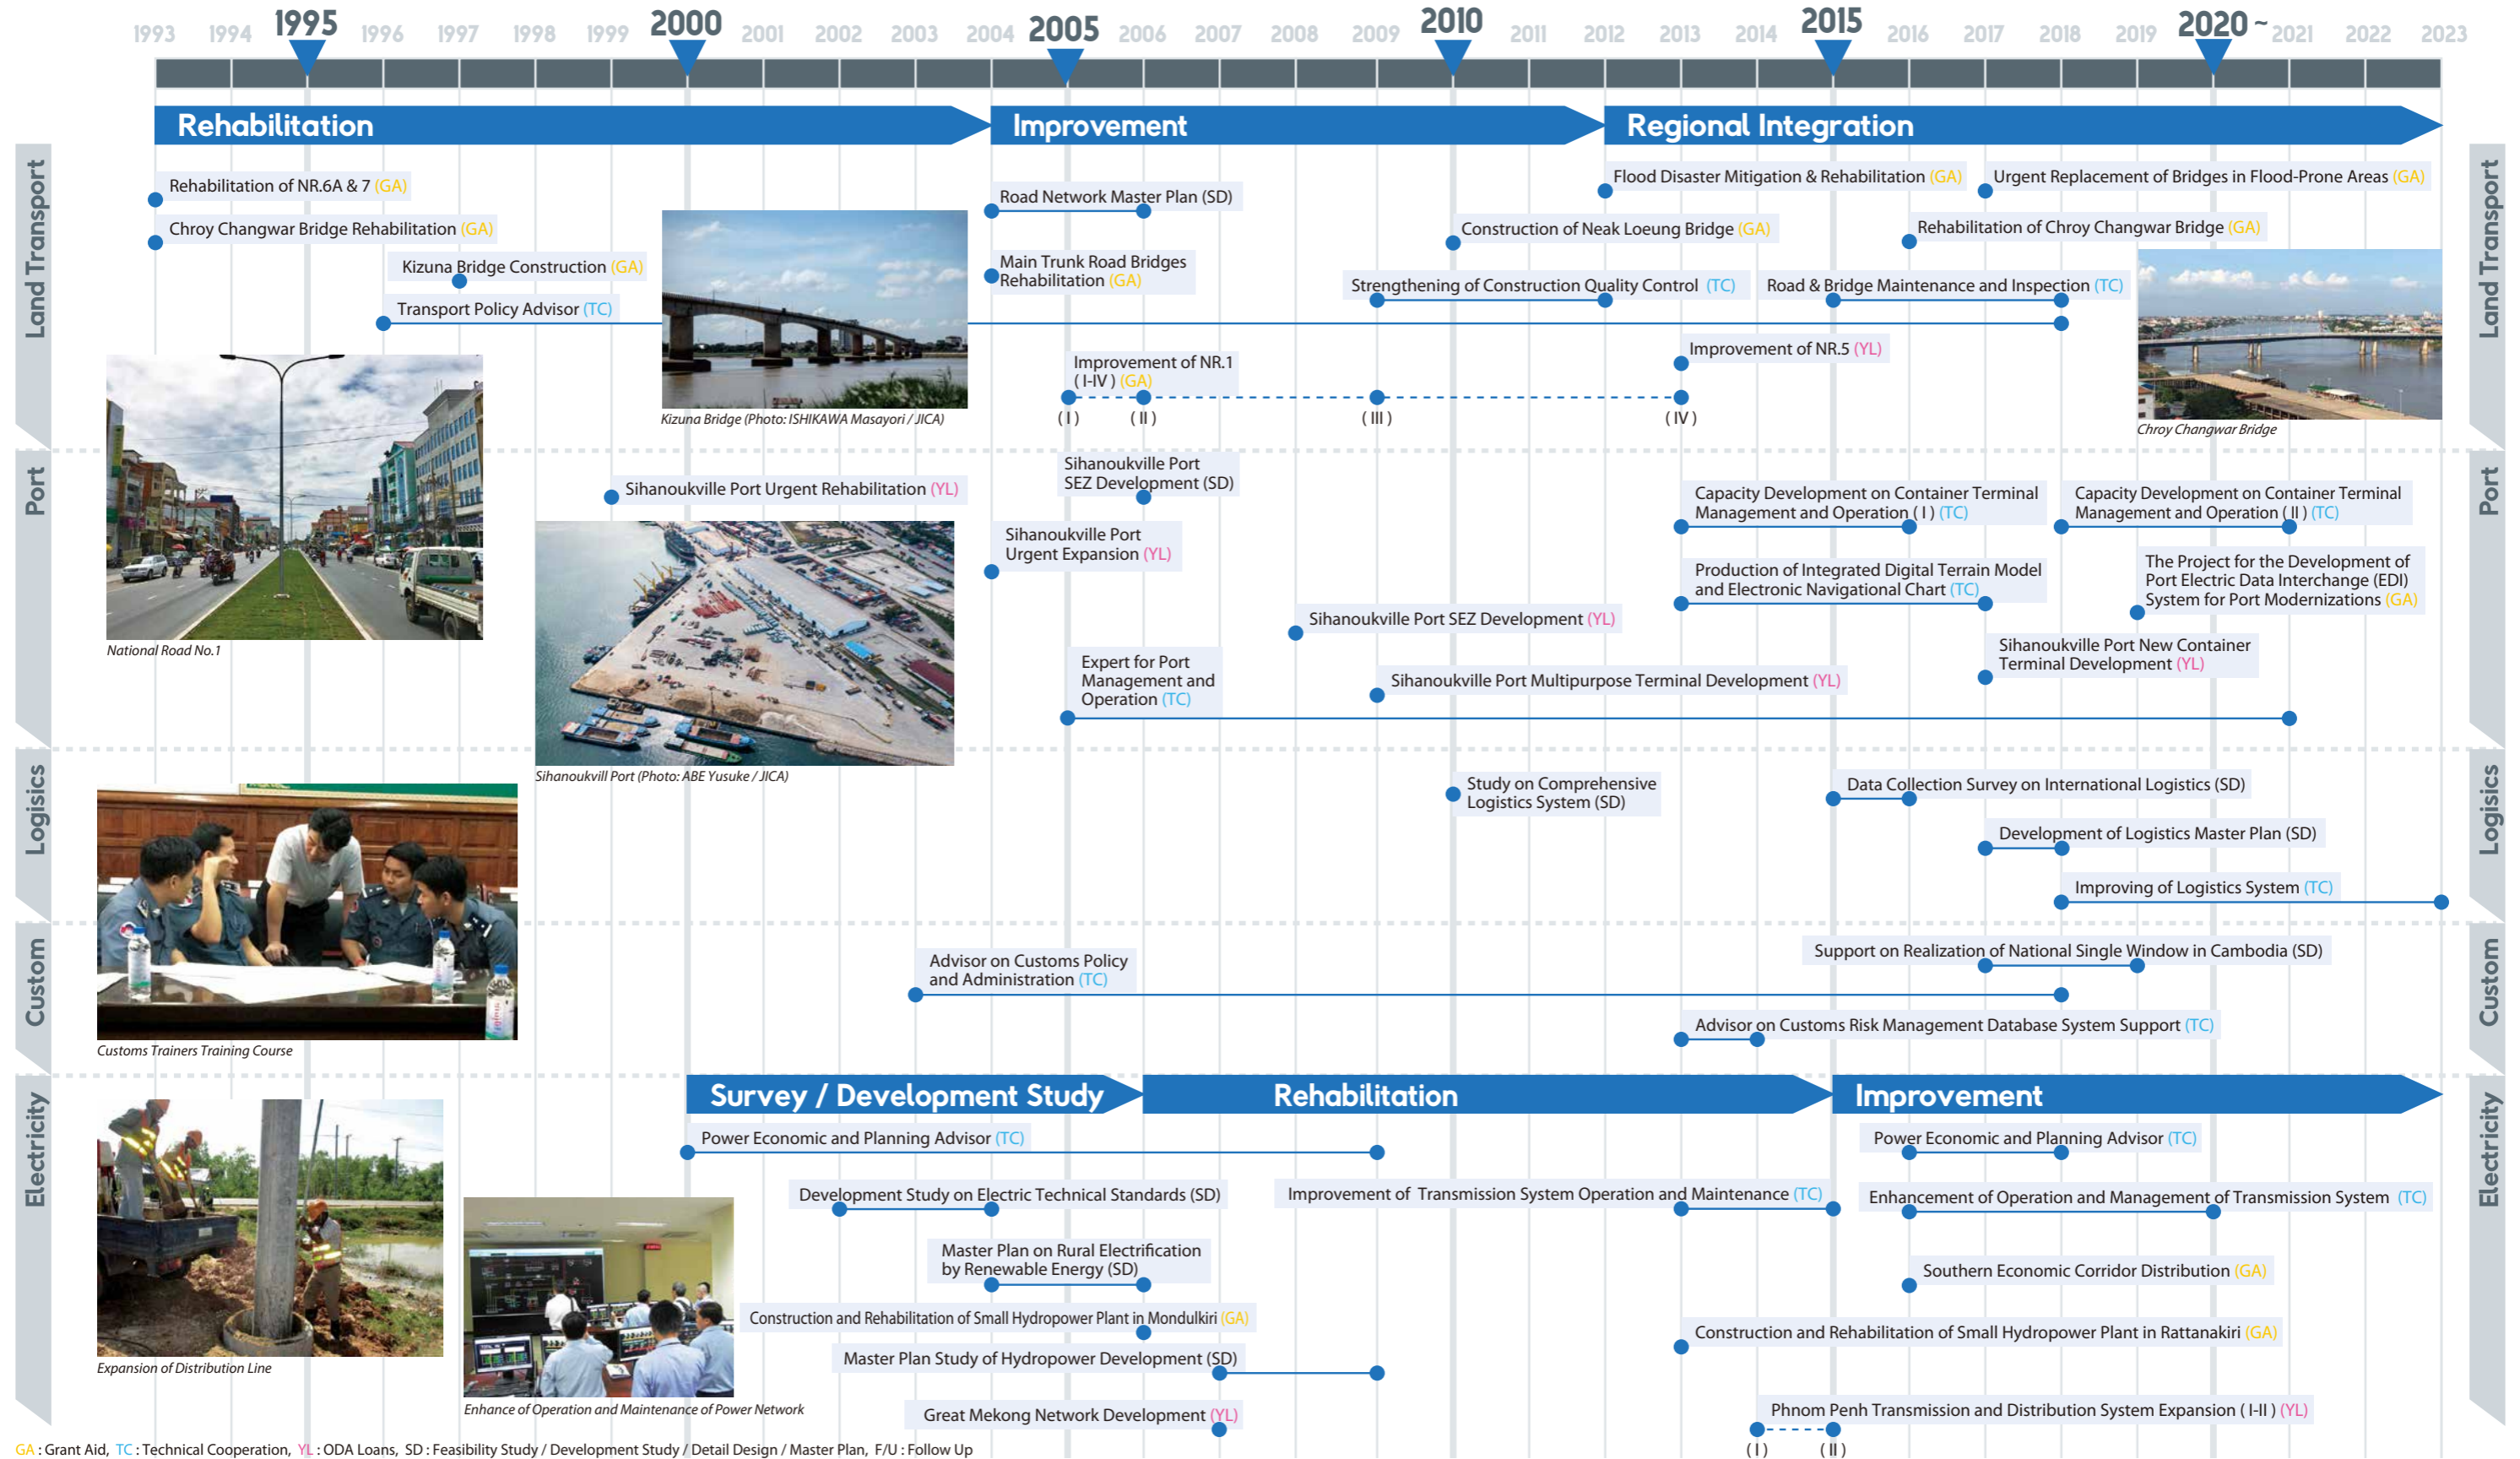 1993 1994 1995 1996 1997 1998 1999 2000 2001 2002 2003 2004 2005 2006 2007 2008 2009 2010 2011 2012 2013 2014 2015 2016 2017 2018 2019 2020 ~ 2021 2022 2023
Rehabilitation
Improvement
Regional Integration
Land Transport
Land Transport
Rehabilitation of NR.6A & 7 (GA)
Chroy Changwar Bridge Rehabilitation (GA)
Kizuna Bridge Construction (GA)
Transport Policy Advisor (TC)
Road Network Master Plan (SD)
Main Trunk Road Bridges
Rehabilitation (GA)
Improvement of NR.1
( I-IV ) (GA)
( I )
( II )
( III )
( IV )
Flood Disaster Mitigation & Rehabilitation (GA)
Urgent Replacement of Bridges in Flood-Prone Areas (GA)
Construction of Neak Loeung Bridge (GA)
Rehabilitation of Chroy Changwar Bridge (GA)
Strengthening of Construction Quality Control (TC)
Road & Bridge Maintenance and Inspection (TC)
Improvement of NR.5 (YL)
Kizuna Bridge (Photo: ISHIKAWA Masayori / JICA)
Chroy Changwar Bridge
National Road No.1
Port
Port
Sihanoukville Port Urgent Rehabilitation (YL)
Sihanoukville Port
SEZ Development (SD)
Sihanoukville Port
Urgent Expansion (YL)
Sihanoukville Port SEZ Development (YL)
Expert for Port
Management and
Operation (TC)
Sihanoukville Port Multipurpose Terminal Development (YL)
Capacity Development on Container Terminal
Management and Operation ( I ) (TC)
Capacity Development on Container Terminal
Management and Operation ( II ) (TC)
Production of Integrated Digital Terrain Model
and Electronic Navigational Chart (TC)
The Project for the Development of
Port Electric Data Interchange (EDI)
System for Port Modernizations (GA)
Sihanoukville Port New Container
Terminal Development (YL)
Sihanoukvill Port (Photo: ABE Yusuke / JICA)
Logisics
Logisics
Study on Comprehensive
Logistics System (SD)
Data Collection Survey on International Logistics (SD)
Development of Logistics Master Plan (SD)
Improving of Logistics System (TC)
Custom
Custom
Advisor on Customs Policy
and Administration (TC)
Support on Realization of National Single Window in Cambodia (SD)
Advisor on Customs Risk Management Database System Support (TC)
Customs Trainers Training Course
Electricity
Electricity
Survey / Development Study
Rehabilitation
Improvement
Power Economic and Planning Advisor (TC)
Power Economic and Planning Advisor (TC)
Development Study on Electric Technical Standards (SD)
Improvement of Transmission System Operation and Maintenance (TC)
Enhancement of Operation and Management of Transmission System (TC)
Master Plan on Rural Electrification
by Renewable Energy (SD)
Southern Economic Corridor Distribution (GA)
Construction and Rehabilitation of Small Hydropower Plant in Mondulkiri (GA)
Construction and Rehabilitation of Small Hydropower Plant in Rattanakiri (GA)
Master Plan Study of Hydropower Development (SD)
Great Mekong Network Development (YL)
Phnom Penh Transmission and Distribution System Expansion ( I-II ) (YL)
( I )
( II )
Expansion of Distribution Line
Enhance of Operation and Maintenance of Power Network
GA : Grant Aid, TC : Technical Cooperation, YL : ODA Loans, SD : Feasibility Study / Development Study / Detail Design / Master Plan, F/U : Follow Up